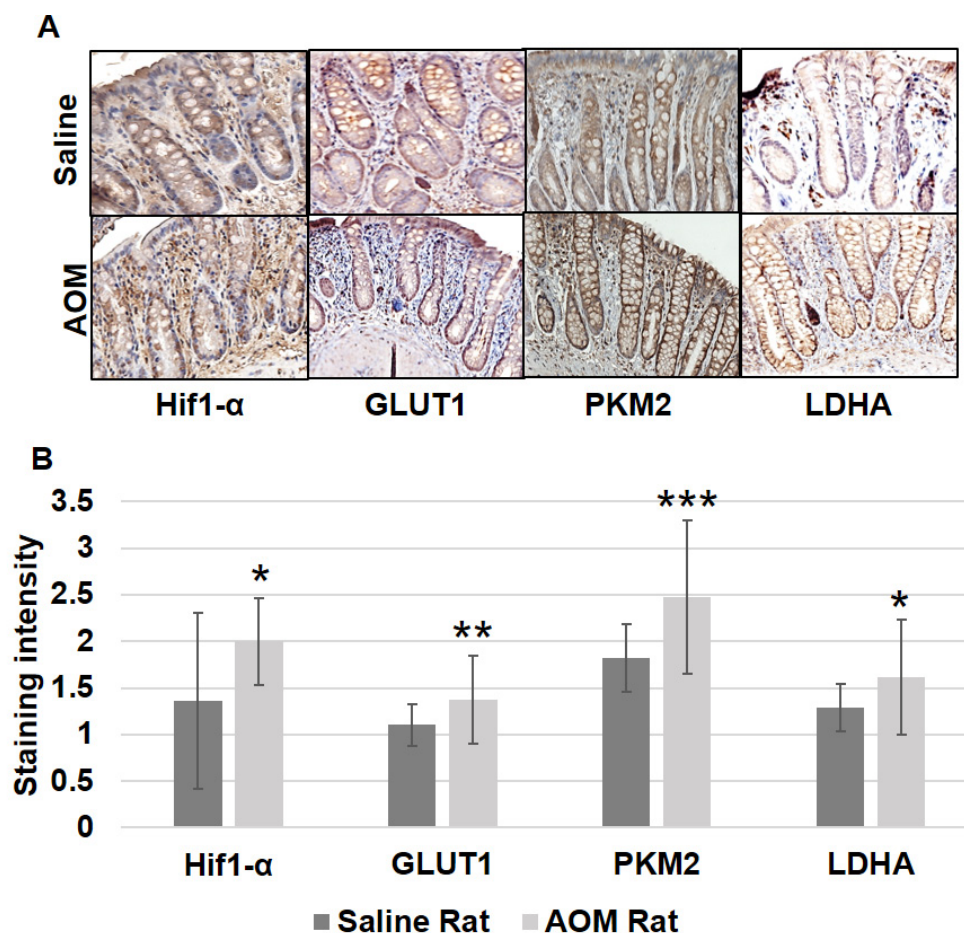 A
Saline
AOM
Hif1-α GLUT1 PKM2 LDHA
B
Staining intensity
3.5
3
2.5
2
1.5
1
0.5
0
* ** *** *
Hif1-α GLUT1 PKM2 LDHA
Saline Rat AOM Rat